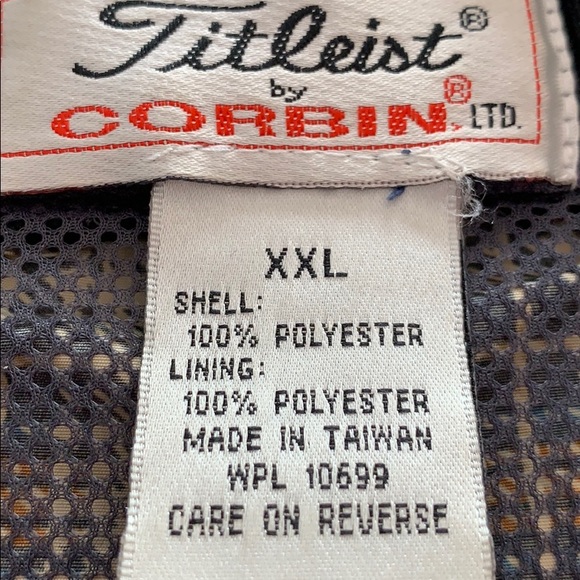 Titleist®
by
CORBIN® LTD.
XXL
SHELL:
100% POLYESTER
LINING:
100% POLYESTER
MADE IN TAIWAN
WPL 10699
CARE ON REVERSE